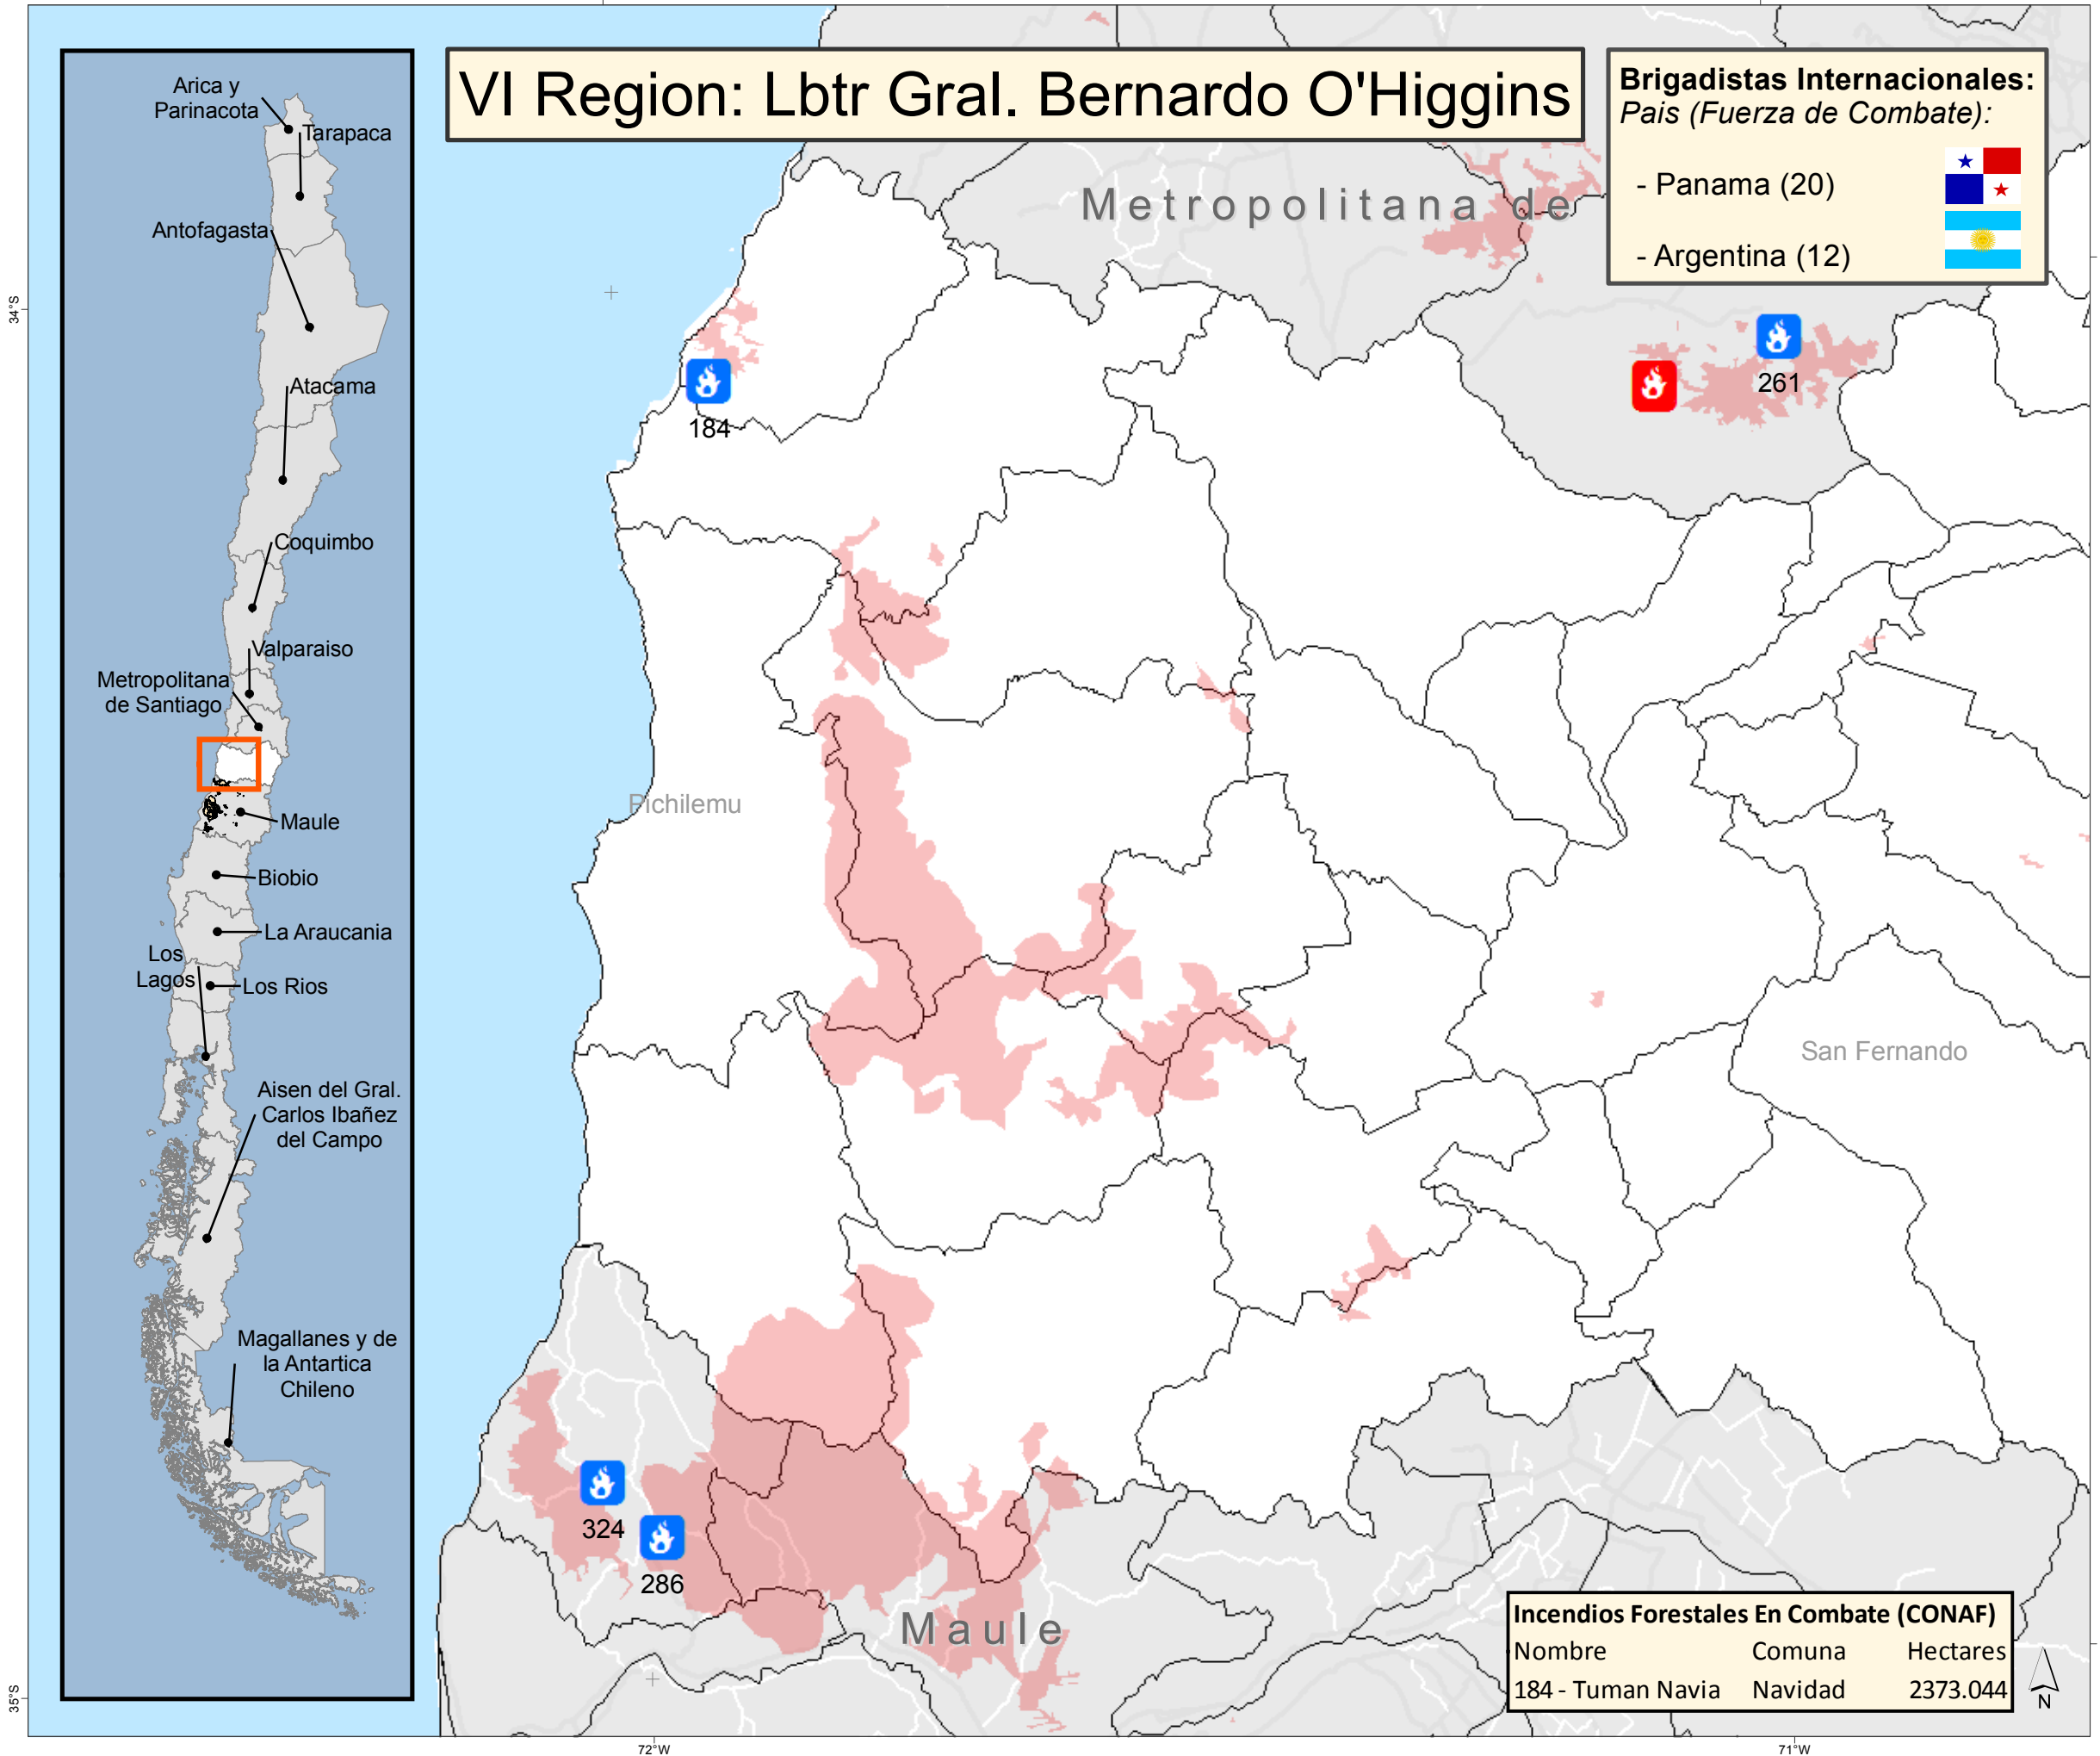 VI Region: Lbtr Gral. Bernardo O'Higgins
Brigadistas Internacionales:
Pais (Fuerza de Combate):
- Panama (20)
- Argentina (12)
Arica y
Parinacota
Tarapaca
Antofagasta
Atacama
Coquimbo
Valparaiso
Metropolitana
de Santiago
Maule
Biobio
La Araucania
Los
Lagos
Los Rios
Aisen del Gral.
Carlos Ibañez
del Campo
Magallanes y de
la Antartica
Chileno
Metropolitana de
184
261
Pichilemu
San Fernando
324
286
Maule
Incendios Forestales En Combate (CONAF)
Nombre Comuna Hectares
184 - Tuman Navia Navidad 2373.044
N
34°S
35°S
72°W
71°W